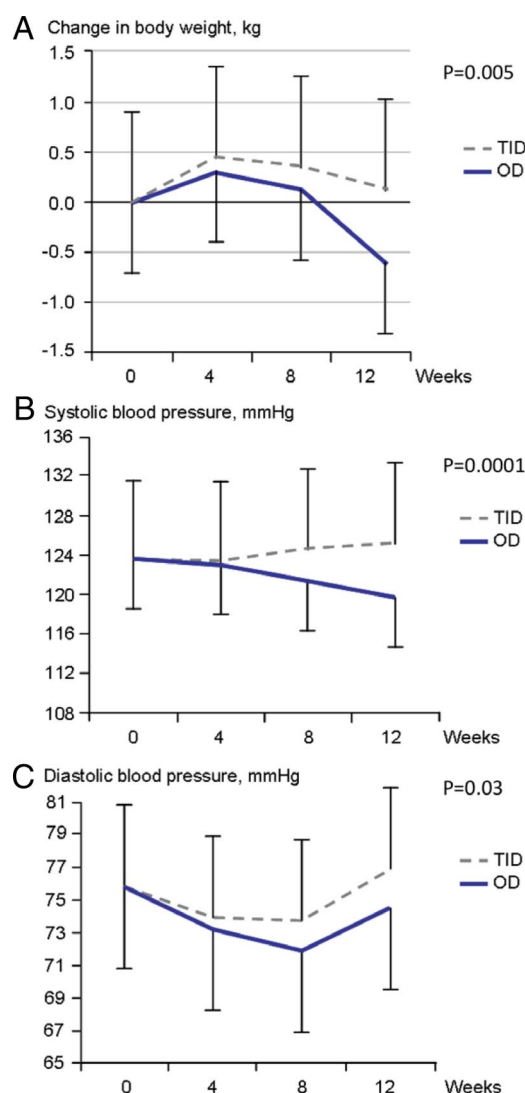 A Change in body weight, kg
1.5
1.0
0.5
0.0
-0.5
-1.0
-1.5
P=0.005
TID
OD
0 4 8 12 Weeks
B Systolic blood pressure, mmHg
136
132
128
124
120
116
112
108
P=0.0001
TID
OD
0 4 8 12 Weeks
C Diastolic blood pressure, mmHg
81
79
77
75
73
71
69
67
65
P=0.03
TID
OD
0 4 8 12 Weeks